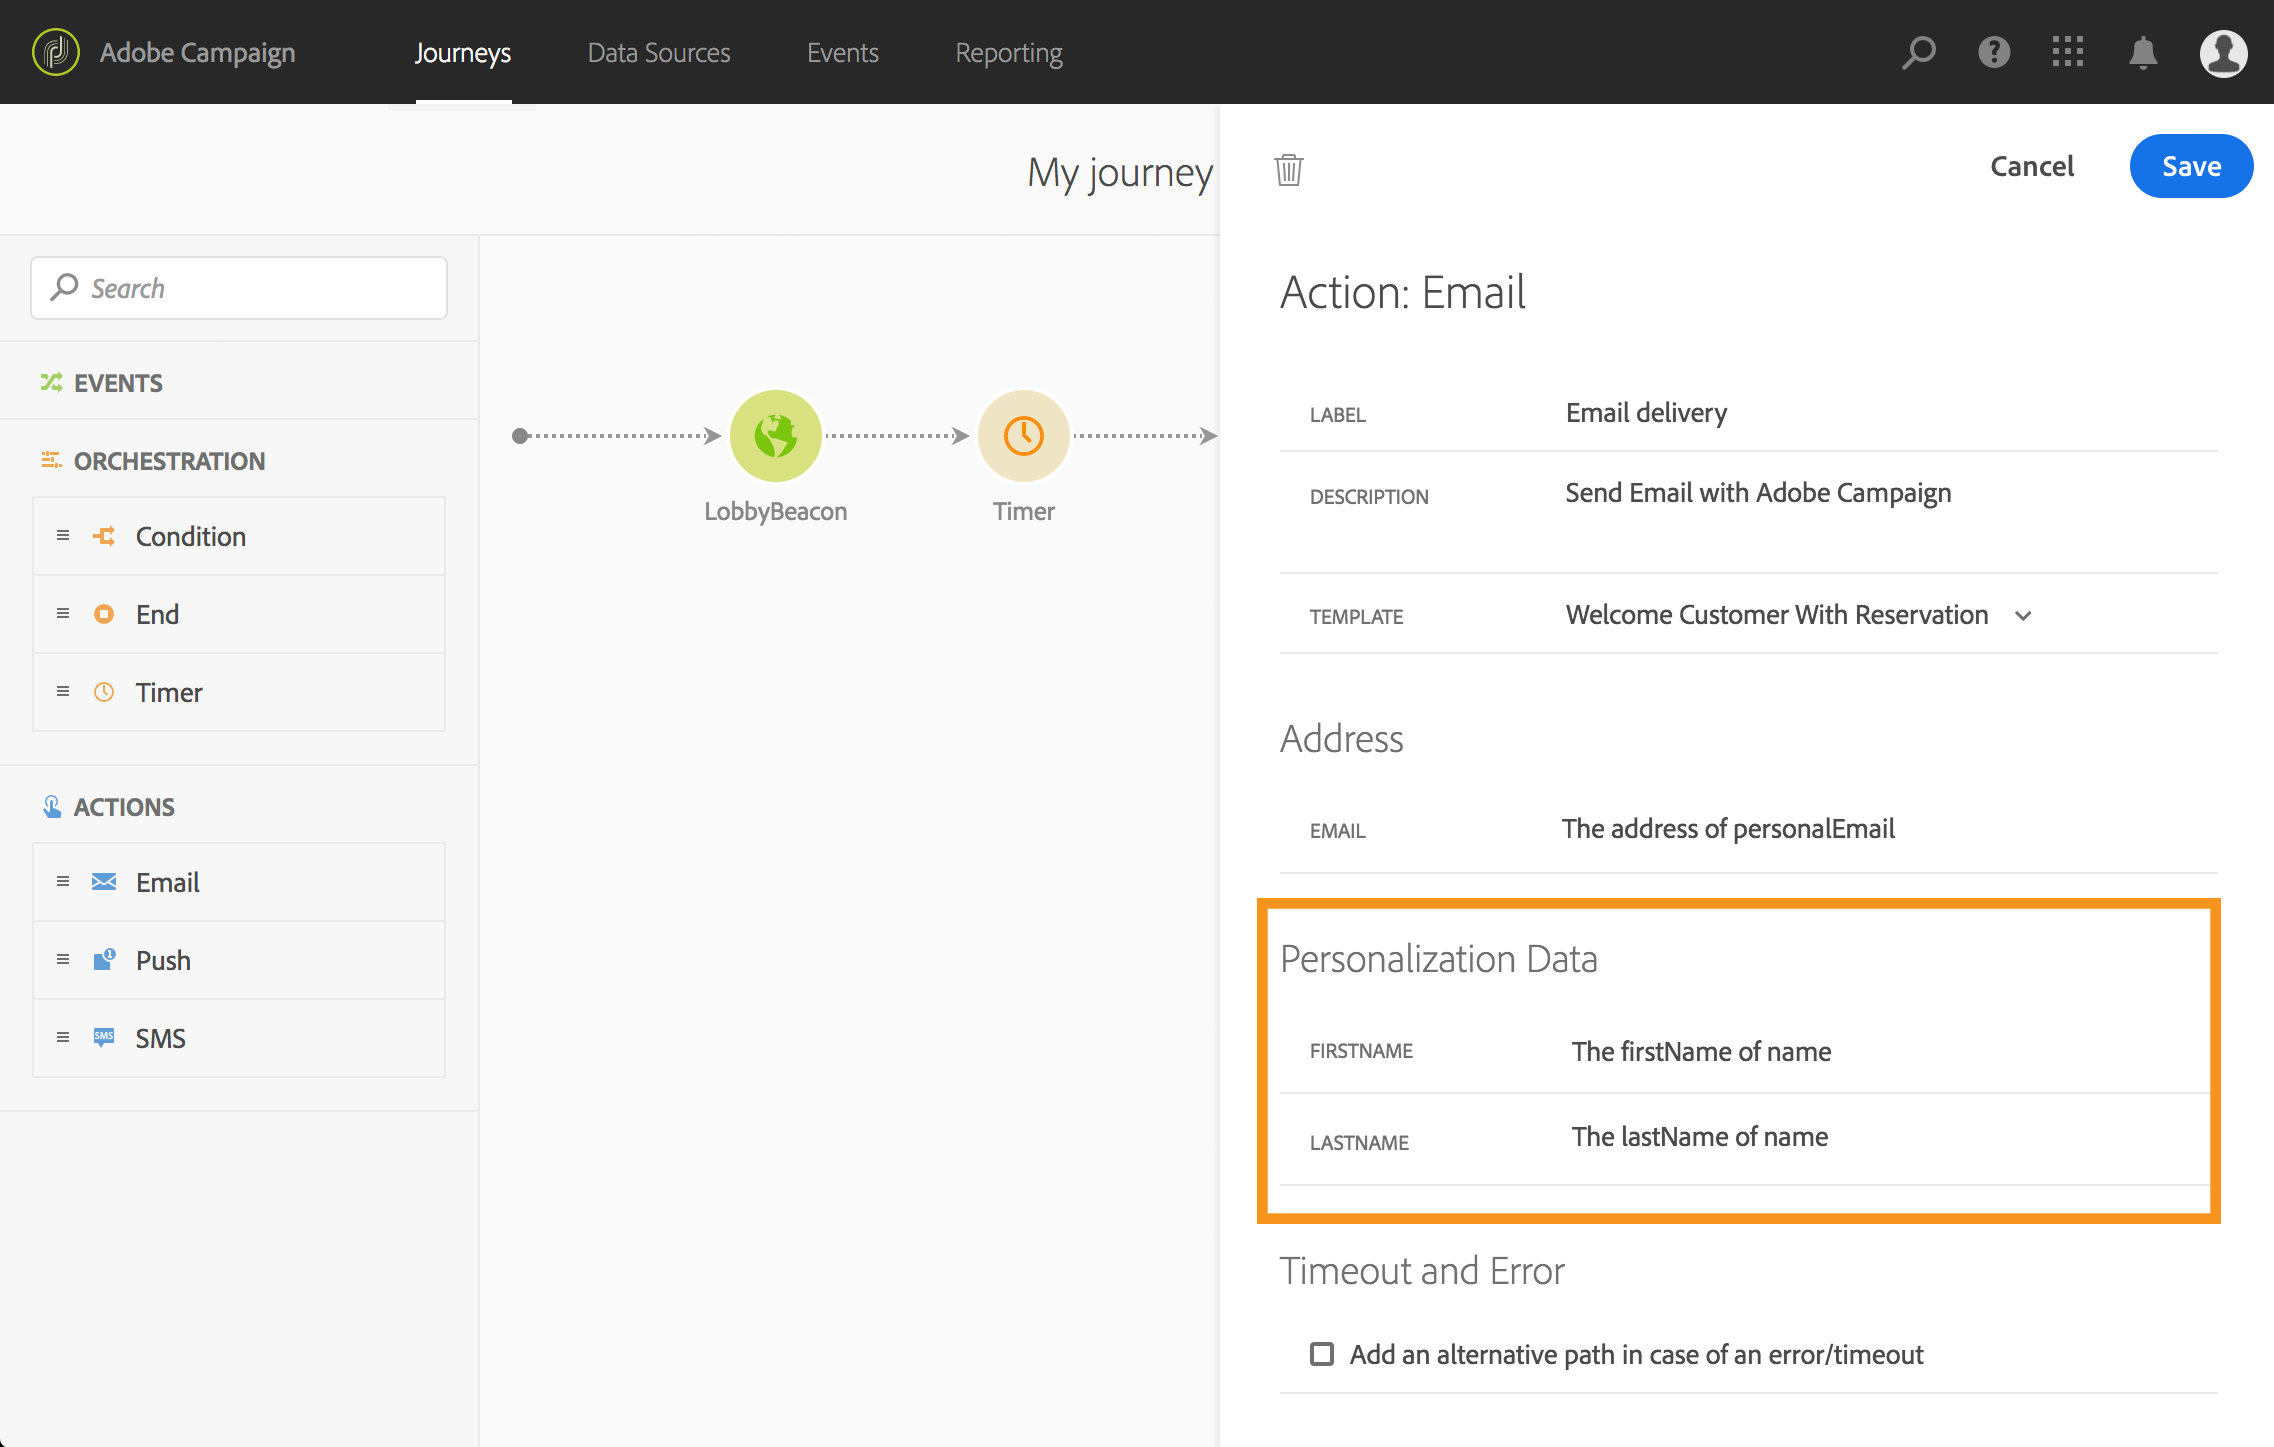 Adobe Campaign
Journeys
Data Sources
Events
Reporting
My journey
Cancel
Save
Search
EVENTS
ORCHESTRATION
Condition
End
Timer
ACTIONS
Email
1
Push
SMS
SMS
LobbyBeacon
Timer
Action: Email
LABEL Email delivery
DESCRIPTION Send Email with Adobe Campaign
TEMPLATE Welcome Customer With Reservation
Address
EMAIL The address of personalEmail
Personalization Data
FIRSTNAME The firstName of name
LASTNAME The lastName of name
Timeout and Error
Add an alternative path in case of an error/timeout